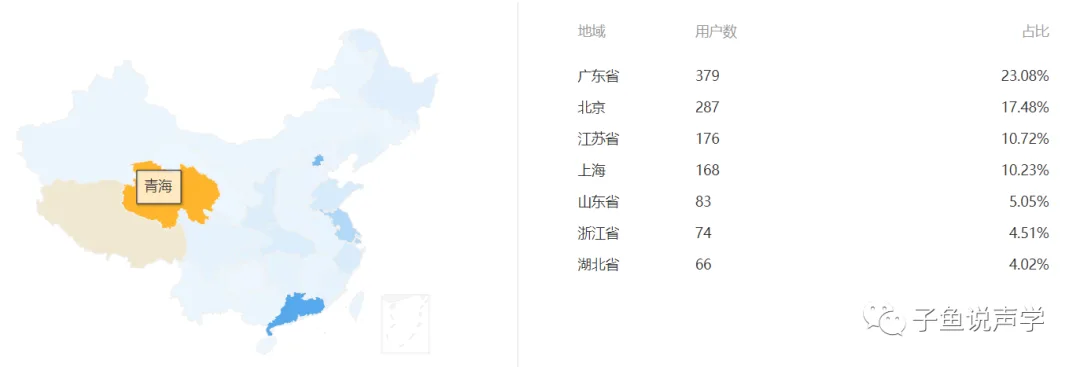 青海
地域 用户数 占比
广东省 379 23.08%
北京 287 17.48%
江苏省 176 10.72%
上海 168 10.23%
山东省 83 5.05%
浙江省 74 4.51%
湖北省 66 4.02%
子鱼说声学